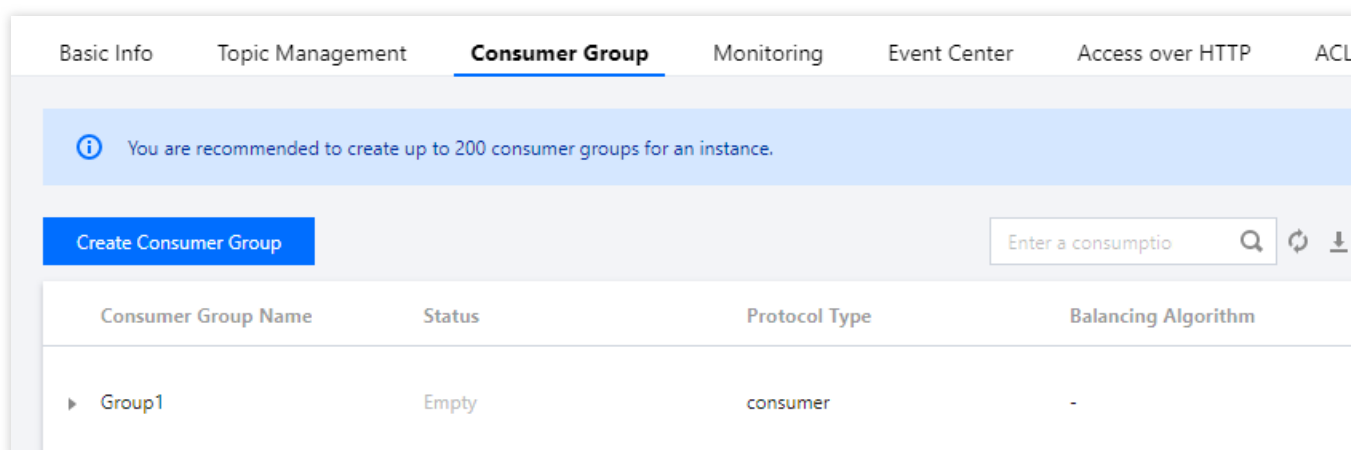 Basic Info Topic Management Consumer Group Monitoring Event Center Access over HTTP ACL
You are recommended to create up to 200 consumer groups for an instance.
Create Consumer Group Enter a consumptio
Consumer Group Name Status Protocol Type Balancing Algorithm
Group1 Empty consumer -